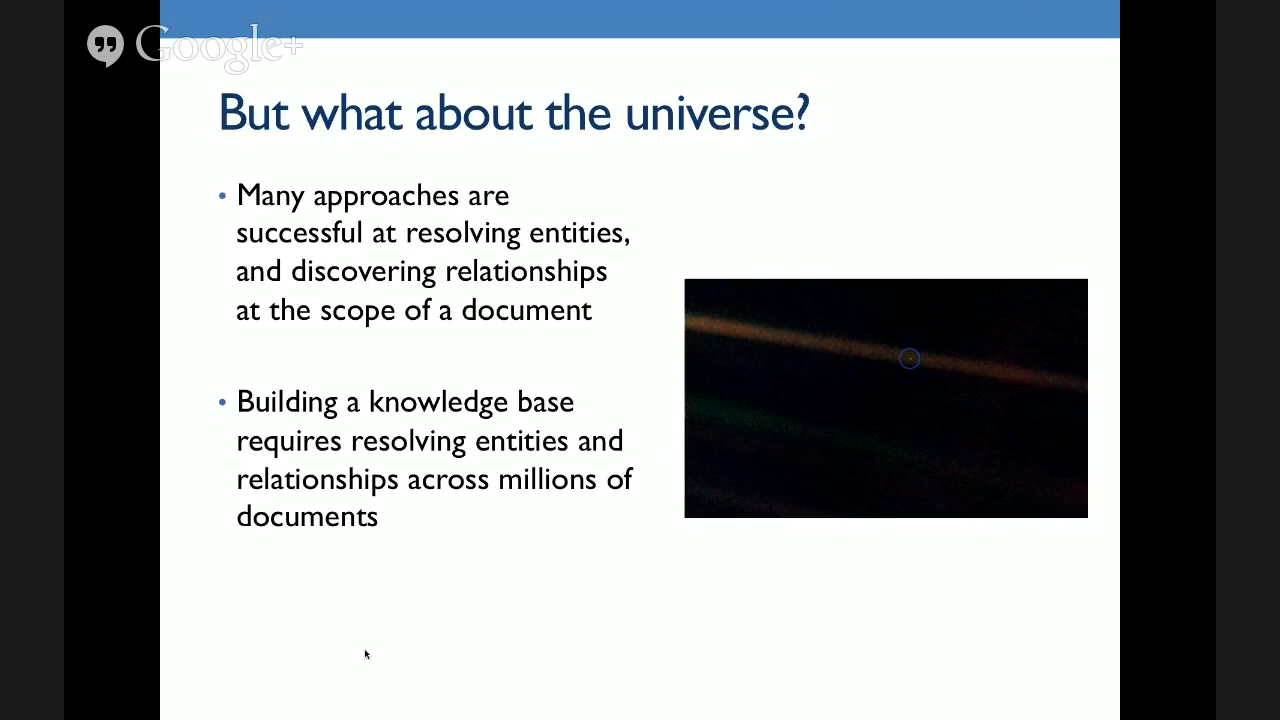 Google+
But what about the universe?
• Many approaches are
successful at resolving entities,
and discovering relationships
at the scope of a document
• Building a knowledge base
requires resolving entities and
relationships across millions of
documents